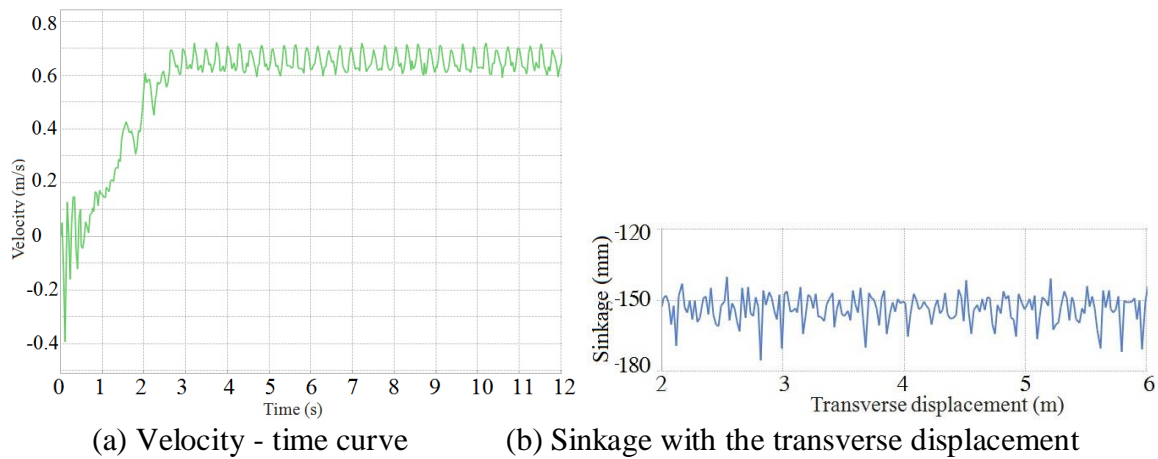 0.8
0.6
0.4
0.2
0
-0.2
-0.4
Velocity (m/s)
0 1 2 3 4 5 6 7 8 9 10 11 12
Time (s)
-120
-150
-180
Sinkage (mm)
2 3 4 5 6
Transverse displacement (m)
(a) Velocity - time curve
(b) Sinkage with the transverse displacement